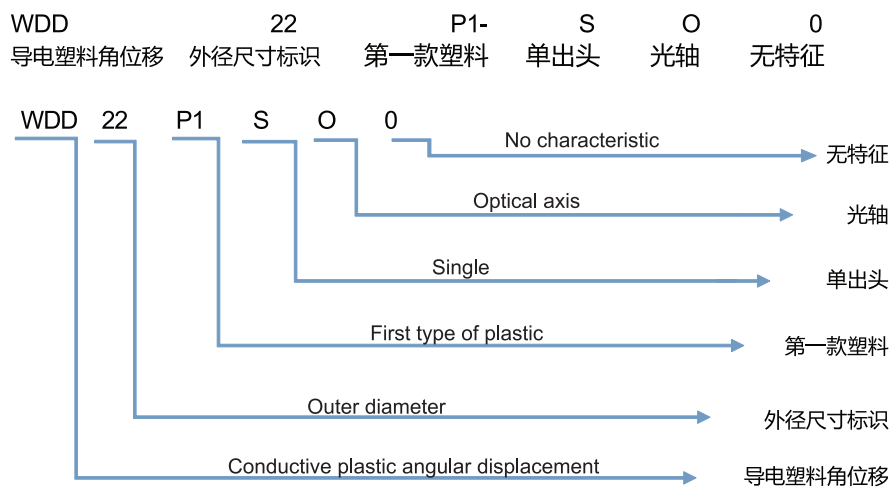 WDD 22 P1- S O 0
导电塑料角位移 外径尺寸标识 第一款塑料 单出头 光轴 无特征
WDD 22 P1 S O 0
No characteristic 无特征
Optical axis 光轴
Single 单出头
First type of plastic 第一款塑料
Outer diameter 外径尺寸标识
Conductive plastic angular displacement 导电塑料角位移